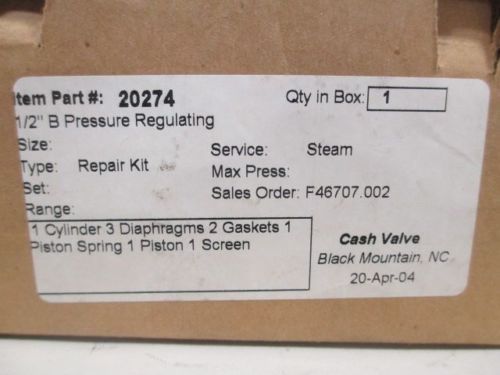 Item Part #: 20274 Qty in Box: 1
1/2" B Pressure Regulating
Size:
Service: Steam
Type: Repair Kit
Max Press:
Set:
Sales Order: F46707.002
Range:
1 Cylinder 3 Diaphragms 2 Gaskets 1
Piston Spring 1 Piston 1 Screen
Cash Valve
Black Mountain, NC
20-Apr-04